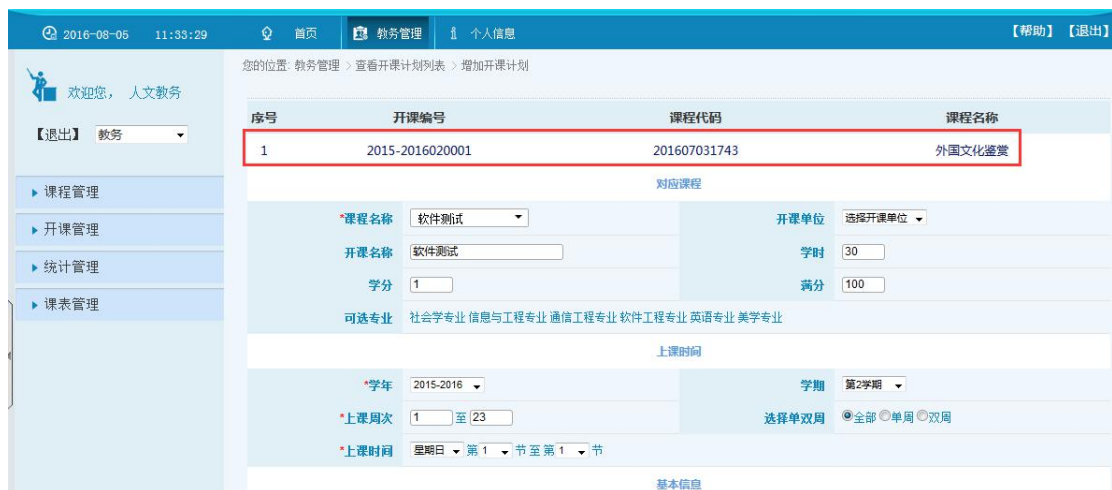 2016-08-05 11:33:29 首页 教务管理 个人信息 【帮助】 【退出】
您的位置: 教务管理 > 查看开课计划列表 > 增加开课计划
欢迎您， 人文教务
【退出】 教务
课程管理
开课管理
统计管理
课表管理
序号 开课编号 课程代码 课程名称
1 2015-2016020001 201607031743 外国文化鉴赏
对应课程
*课程名称 软件测试 开课单位 选择开课单位
开课名称 软件测试 学时 30
学分 1 满分 100
可选专业 社会学专业 信息与工程专业 通信工程专业 软件工程专业 英语专业 美学专业
上课时间
*学年 2015-2016 学期 第2学期
*上课周次 1 至 23 选择单双周 全部 单周 双周
*上课时间 星期日 第 1 节 至 第 1 节
基本信息